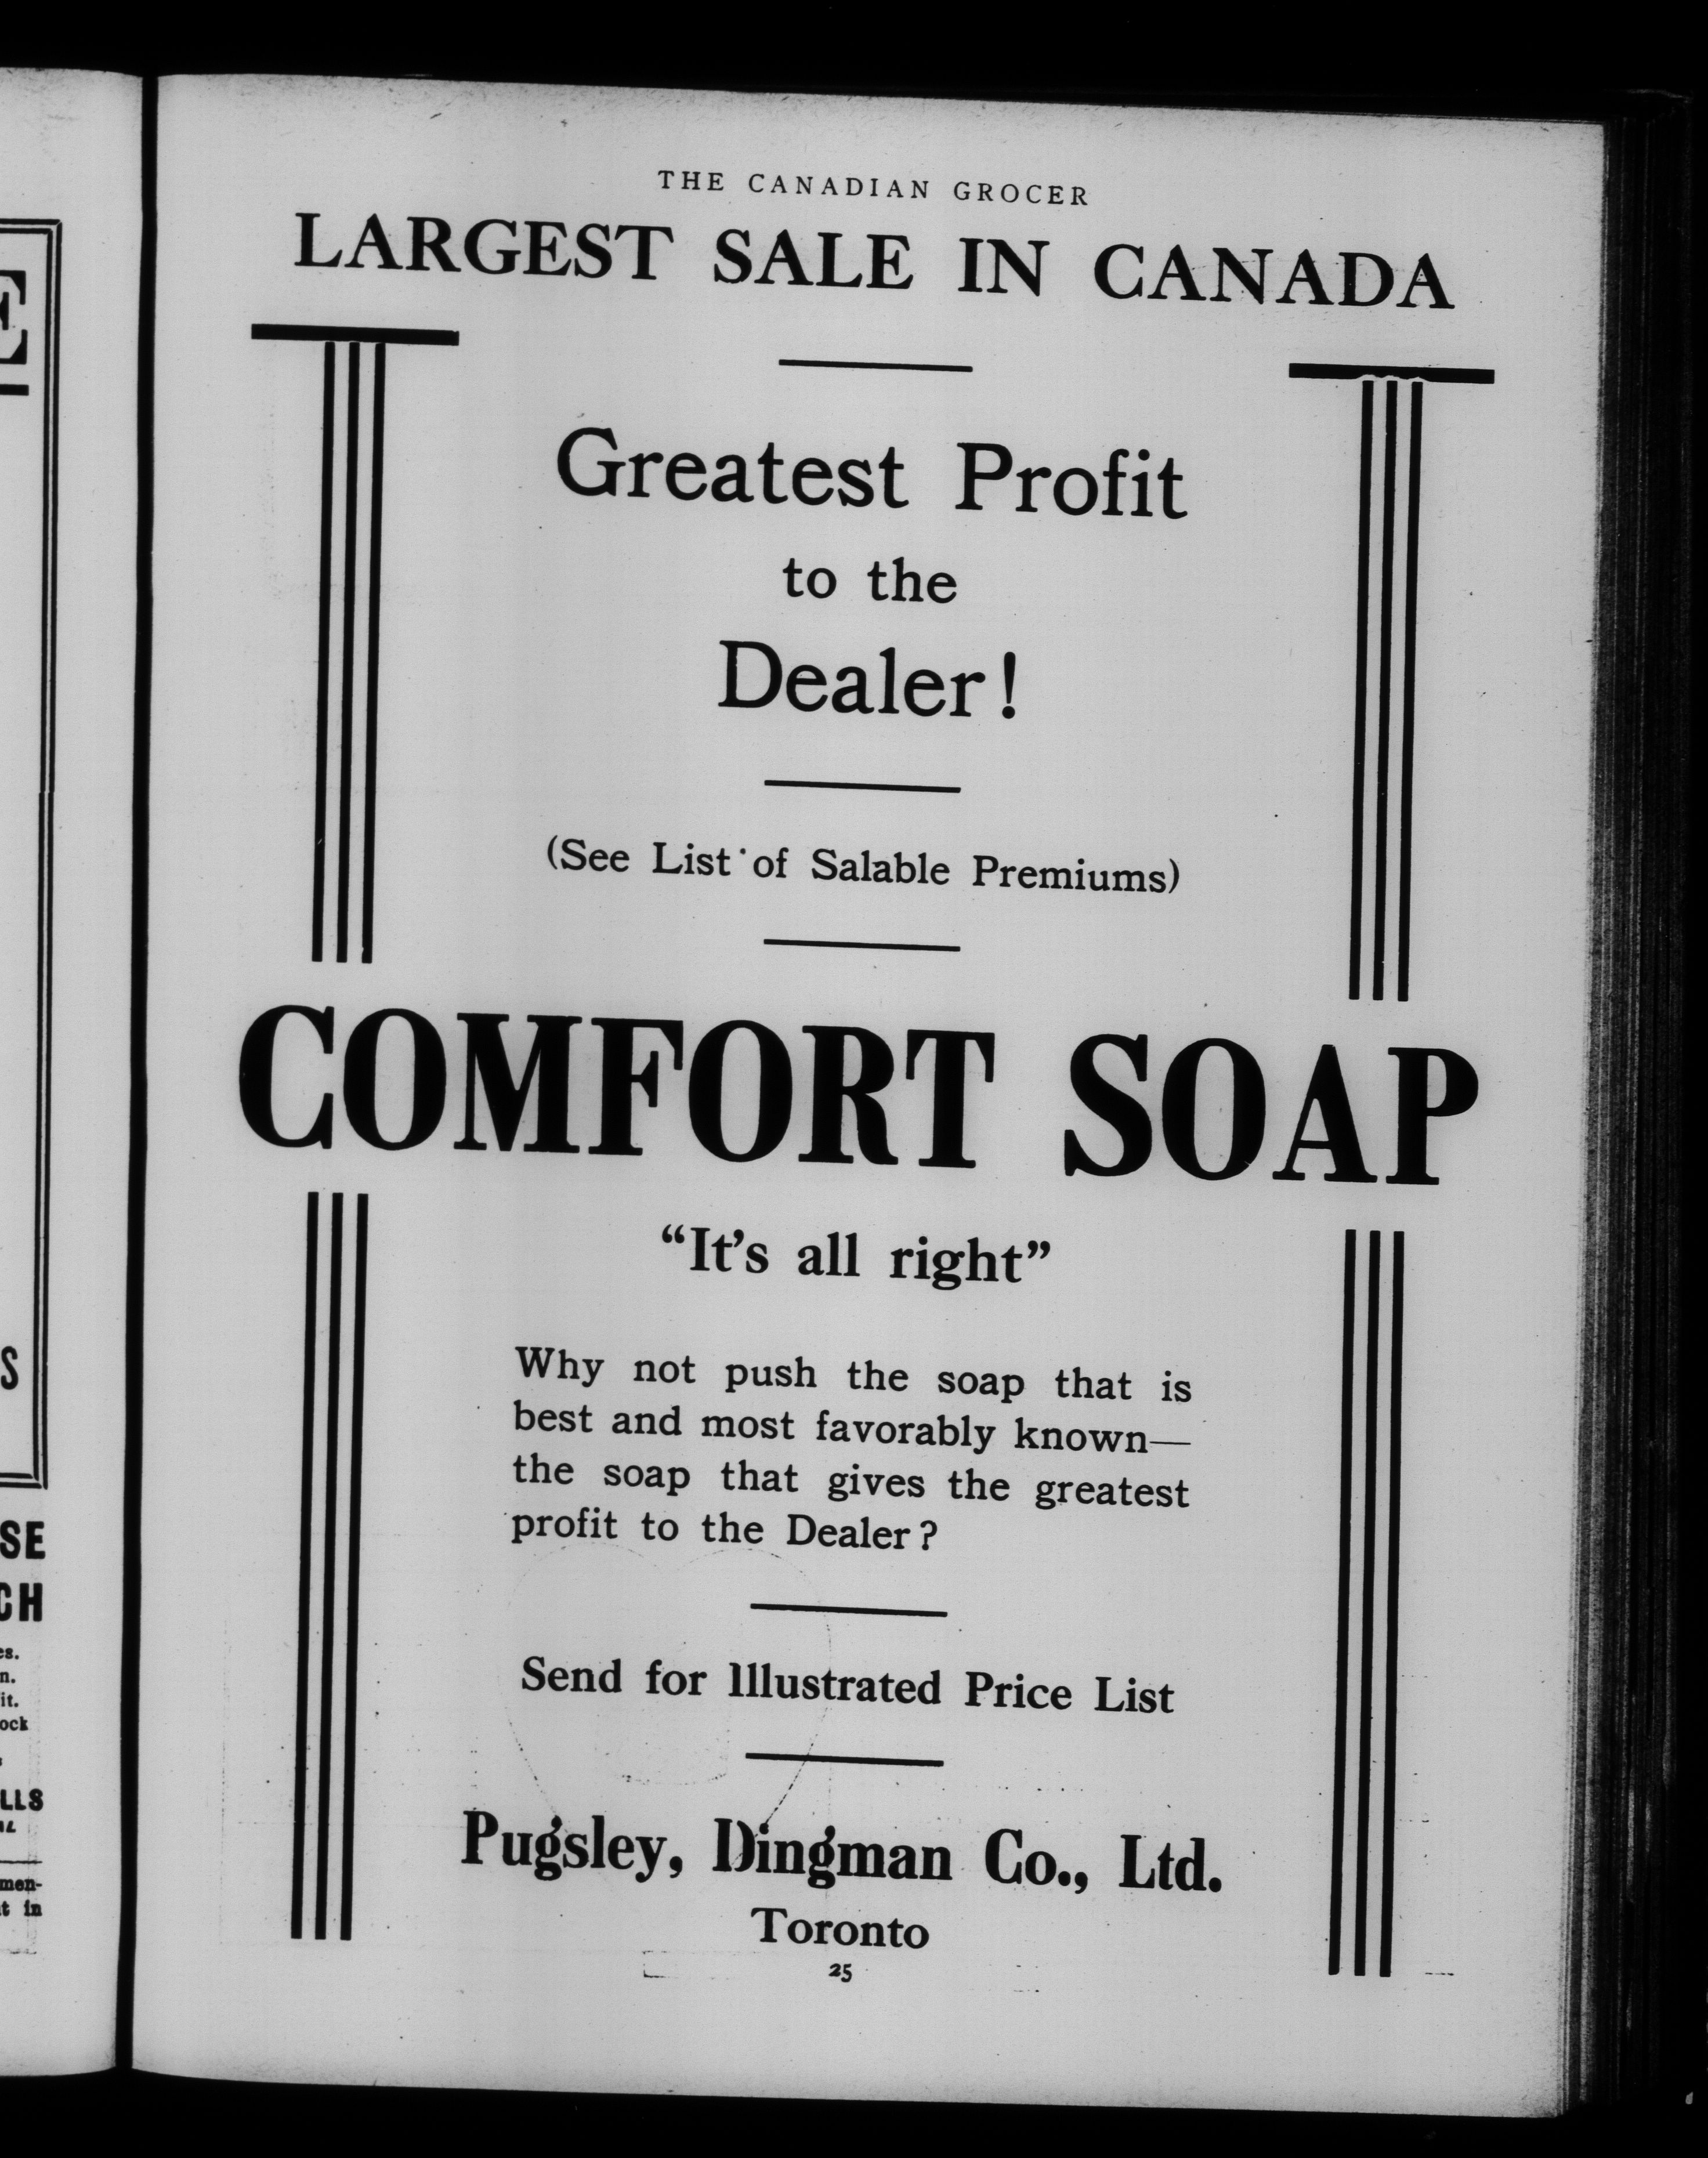 THE CANADIAN GROCER
LARGEST SALE IN CANADA
Greatest Profit
to the
Dealer!
(See List of Salable Premiums)
COMFORT SOAP
“It's all right”
Why not push the soap that is
best and most favorably known—
the soap that gives the greatest
profit to the Dealer?
Send for Illustrated Price List
Pugsley, Dingman Co., Ltd.
Toronto
25